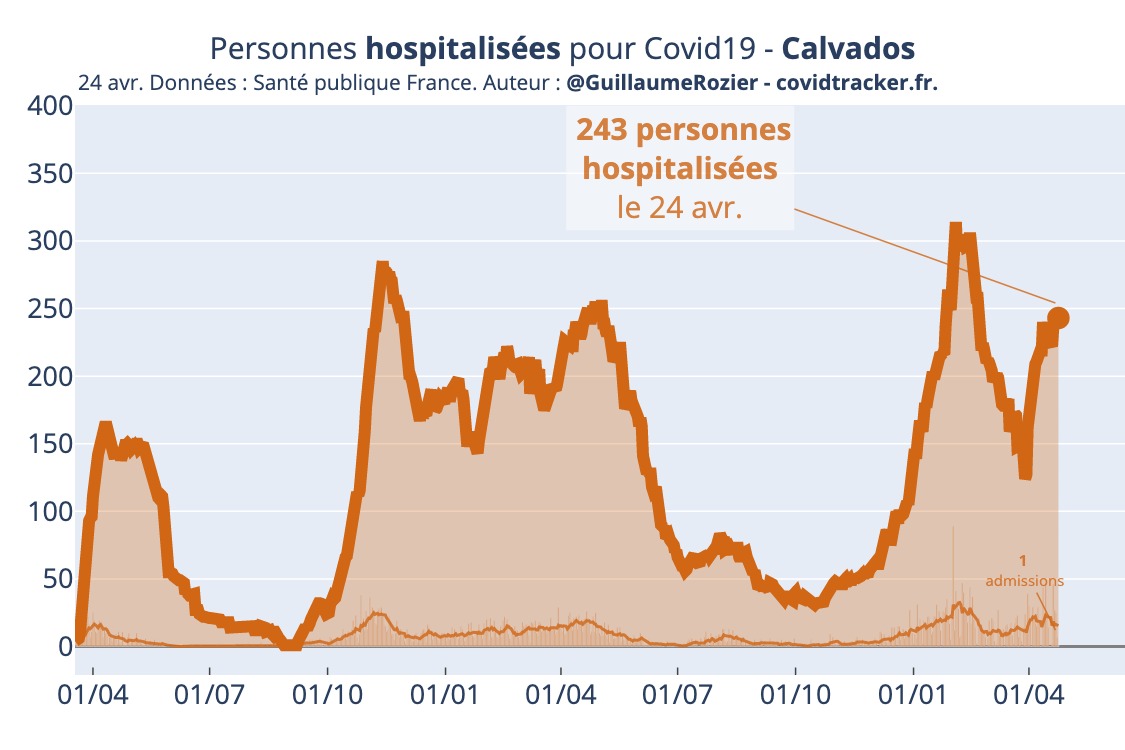 Personnes hospitalisées pour Covid19 - Calvados
24 avr. Données : Santé publique France. Auteur : @GuillaumeRozier - covidtracker.fr.
400
243 personnes
hospitalisées
le 24 avr.
350
300
250
200
150
100
1
admissions
50
0
01/04 01/07 01/10 01/01 01/04 01/07 01/10 01/01 01/04